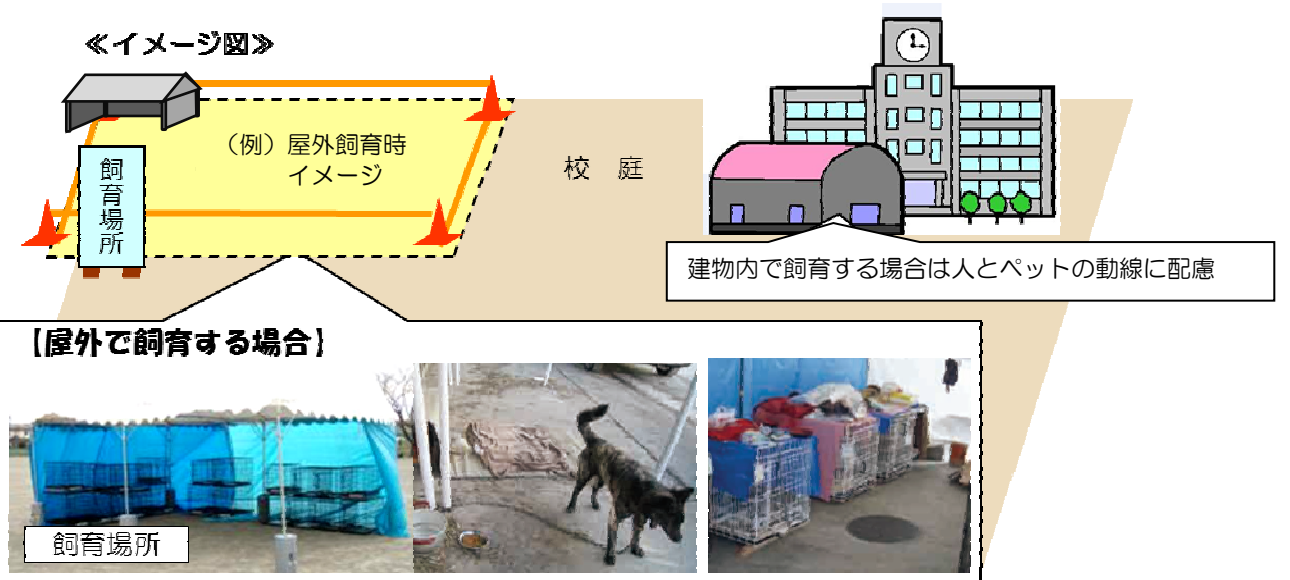 ≪イメージ図≫
（例）屋外飼育時
イメージ
飼育場所
校 庭
建物内で飼育する場合は人とペットの動線に配慮
【屋外で飼育する場合】
飼育場所